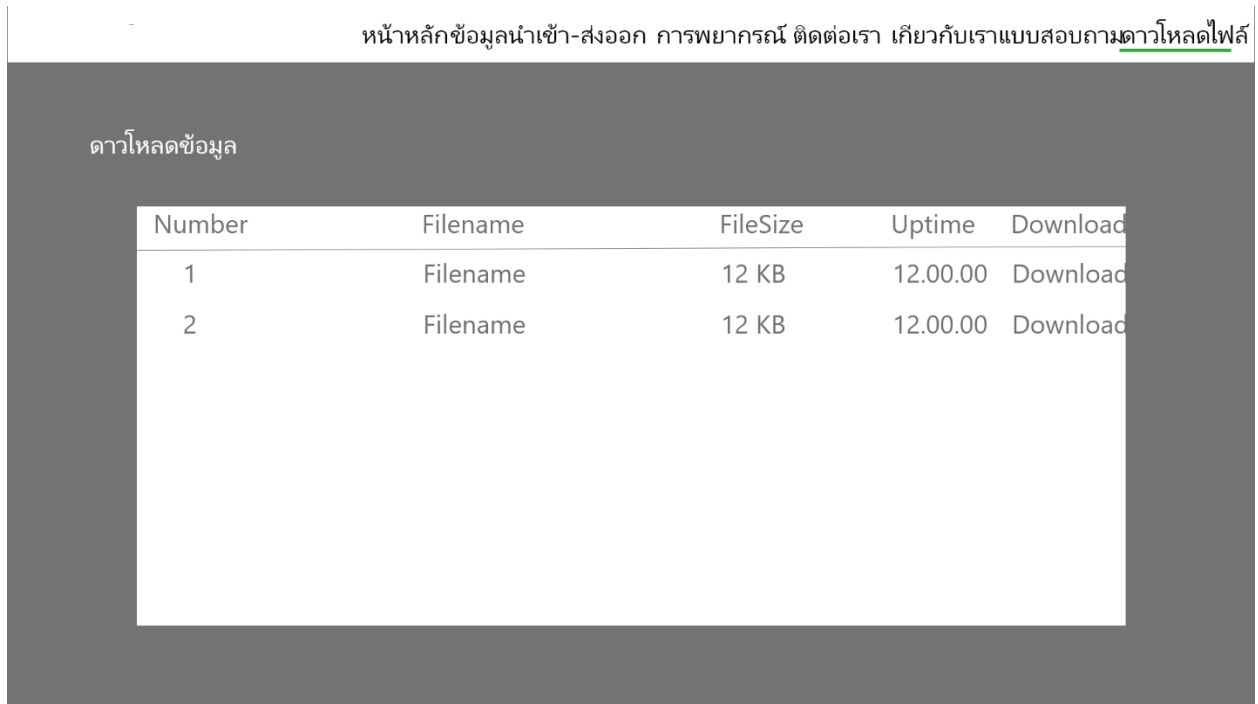 หน้าหลักข้อมูลนำเข้า-ส่งออก การพยากรณ์ ติดต่อเรา เกี่ยวกับเราแบบสอบถามดาวโหลดไฟล์
ดาวโหลดข้อมูล
Number Filename FileSize Uptime Download
1 Filename 12 KB 12.00.00 Download
2 Filename 12 KB 12.00.00 Download